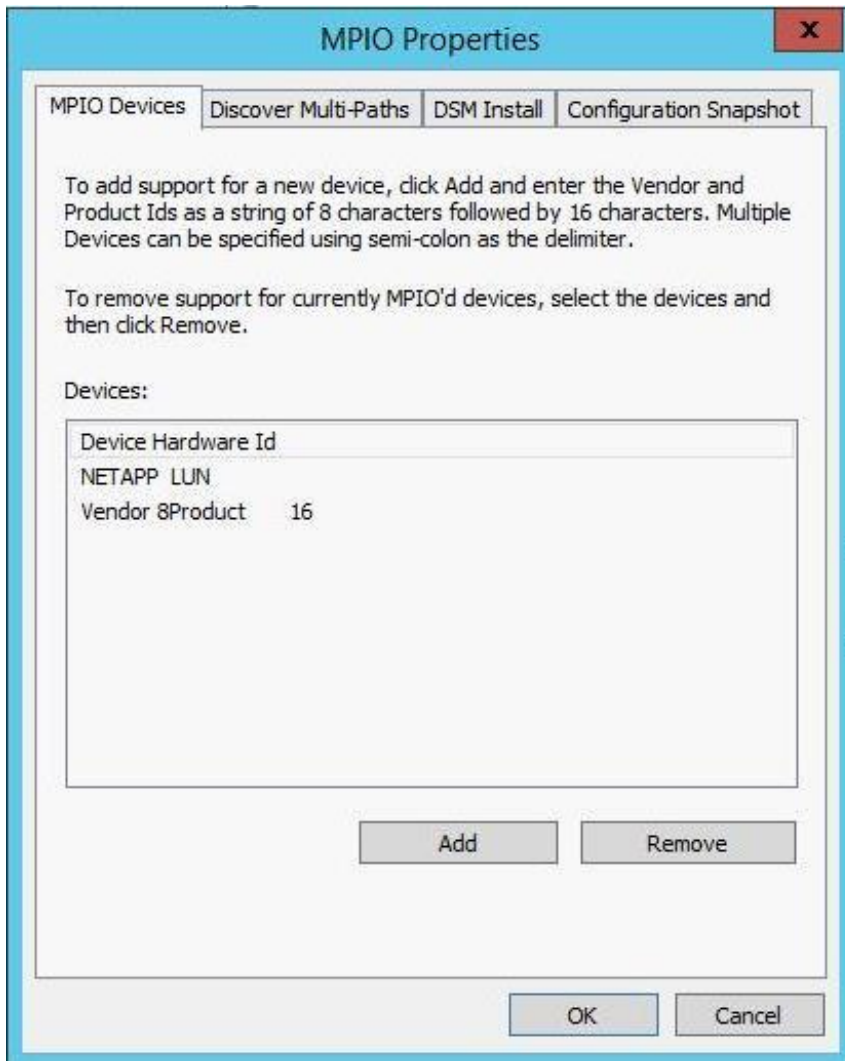 MPIO Properties
x
MPIO Devices Discover Multi-Paths DSM Install Configuration Snapshot
To add support for a new device, click Add and enter the Vendor and
Product Ids as a string of 8 characters followed by 16 characters. Multiple
Devices can be specified using semi-colon as the delimiter.
To remove support for currently MPIO'd devices, select the devices and
then click Remove.
Devices:
Device Hardware Id
NETAPP  LUN
Vendor 8Product       16
Add Remove
OK Cancel